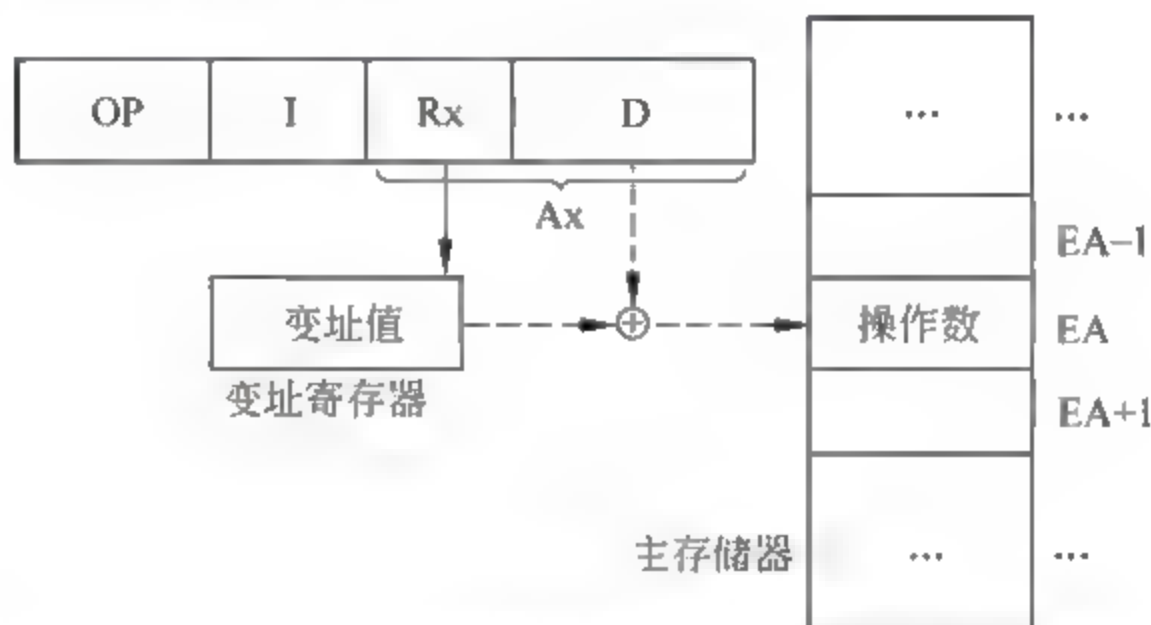 OP I Rx D
Ax
变址值
变址寄存器
... ...
EA-1
操作数 EA
EA+1
主存储器 ... ...